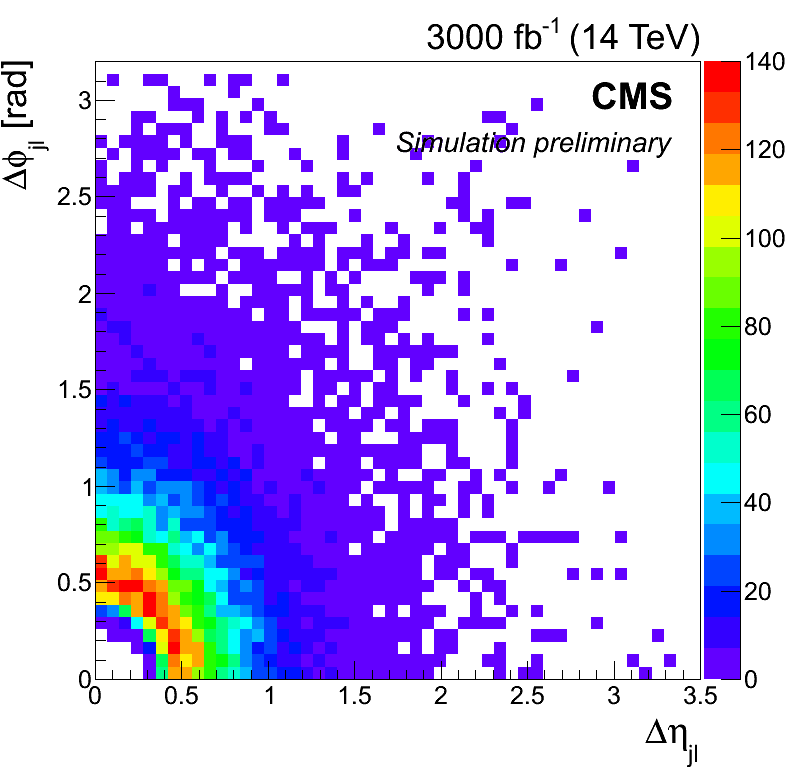 3000 fb⁻¹ (14 TeV)
CMS
Simulation preliminary
Δϕjl [rad]
3
2.5
2
1.5
1
0.5
0
0 0.5 1 1.5 2 2.5 3 3.5
Δηjl
140
120
100
80
60
40
20
0